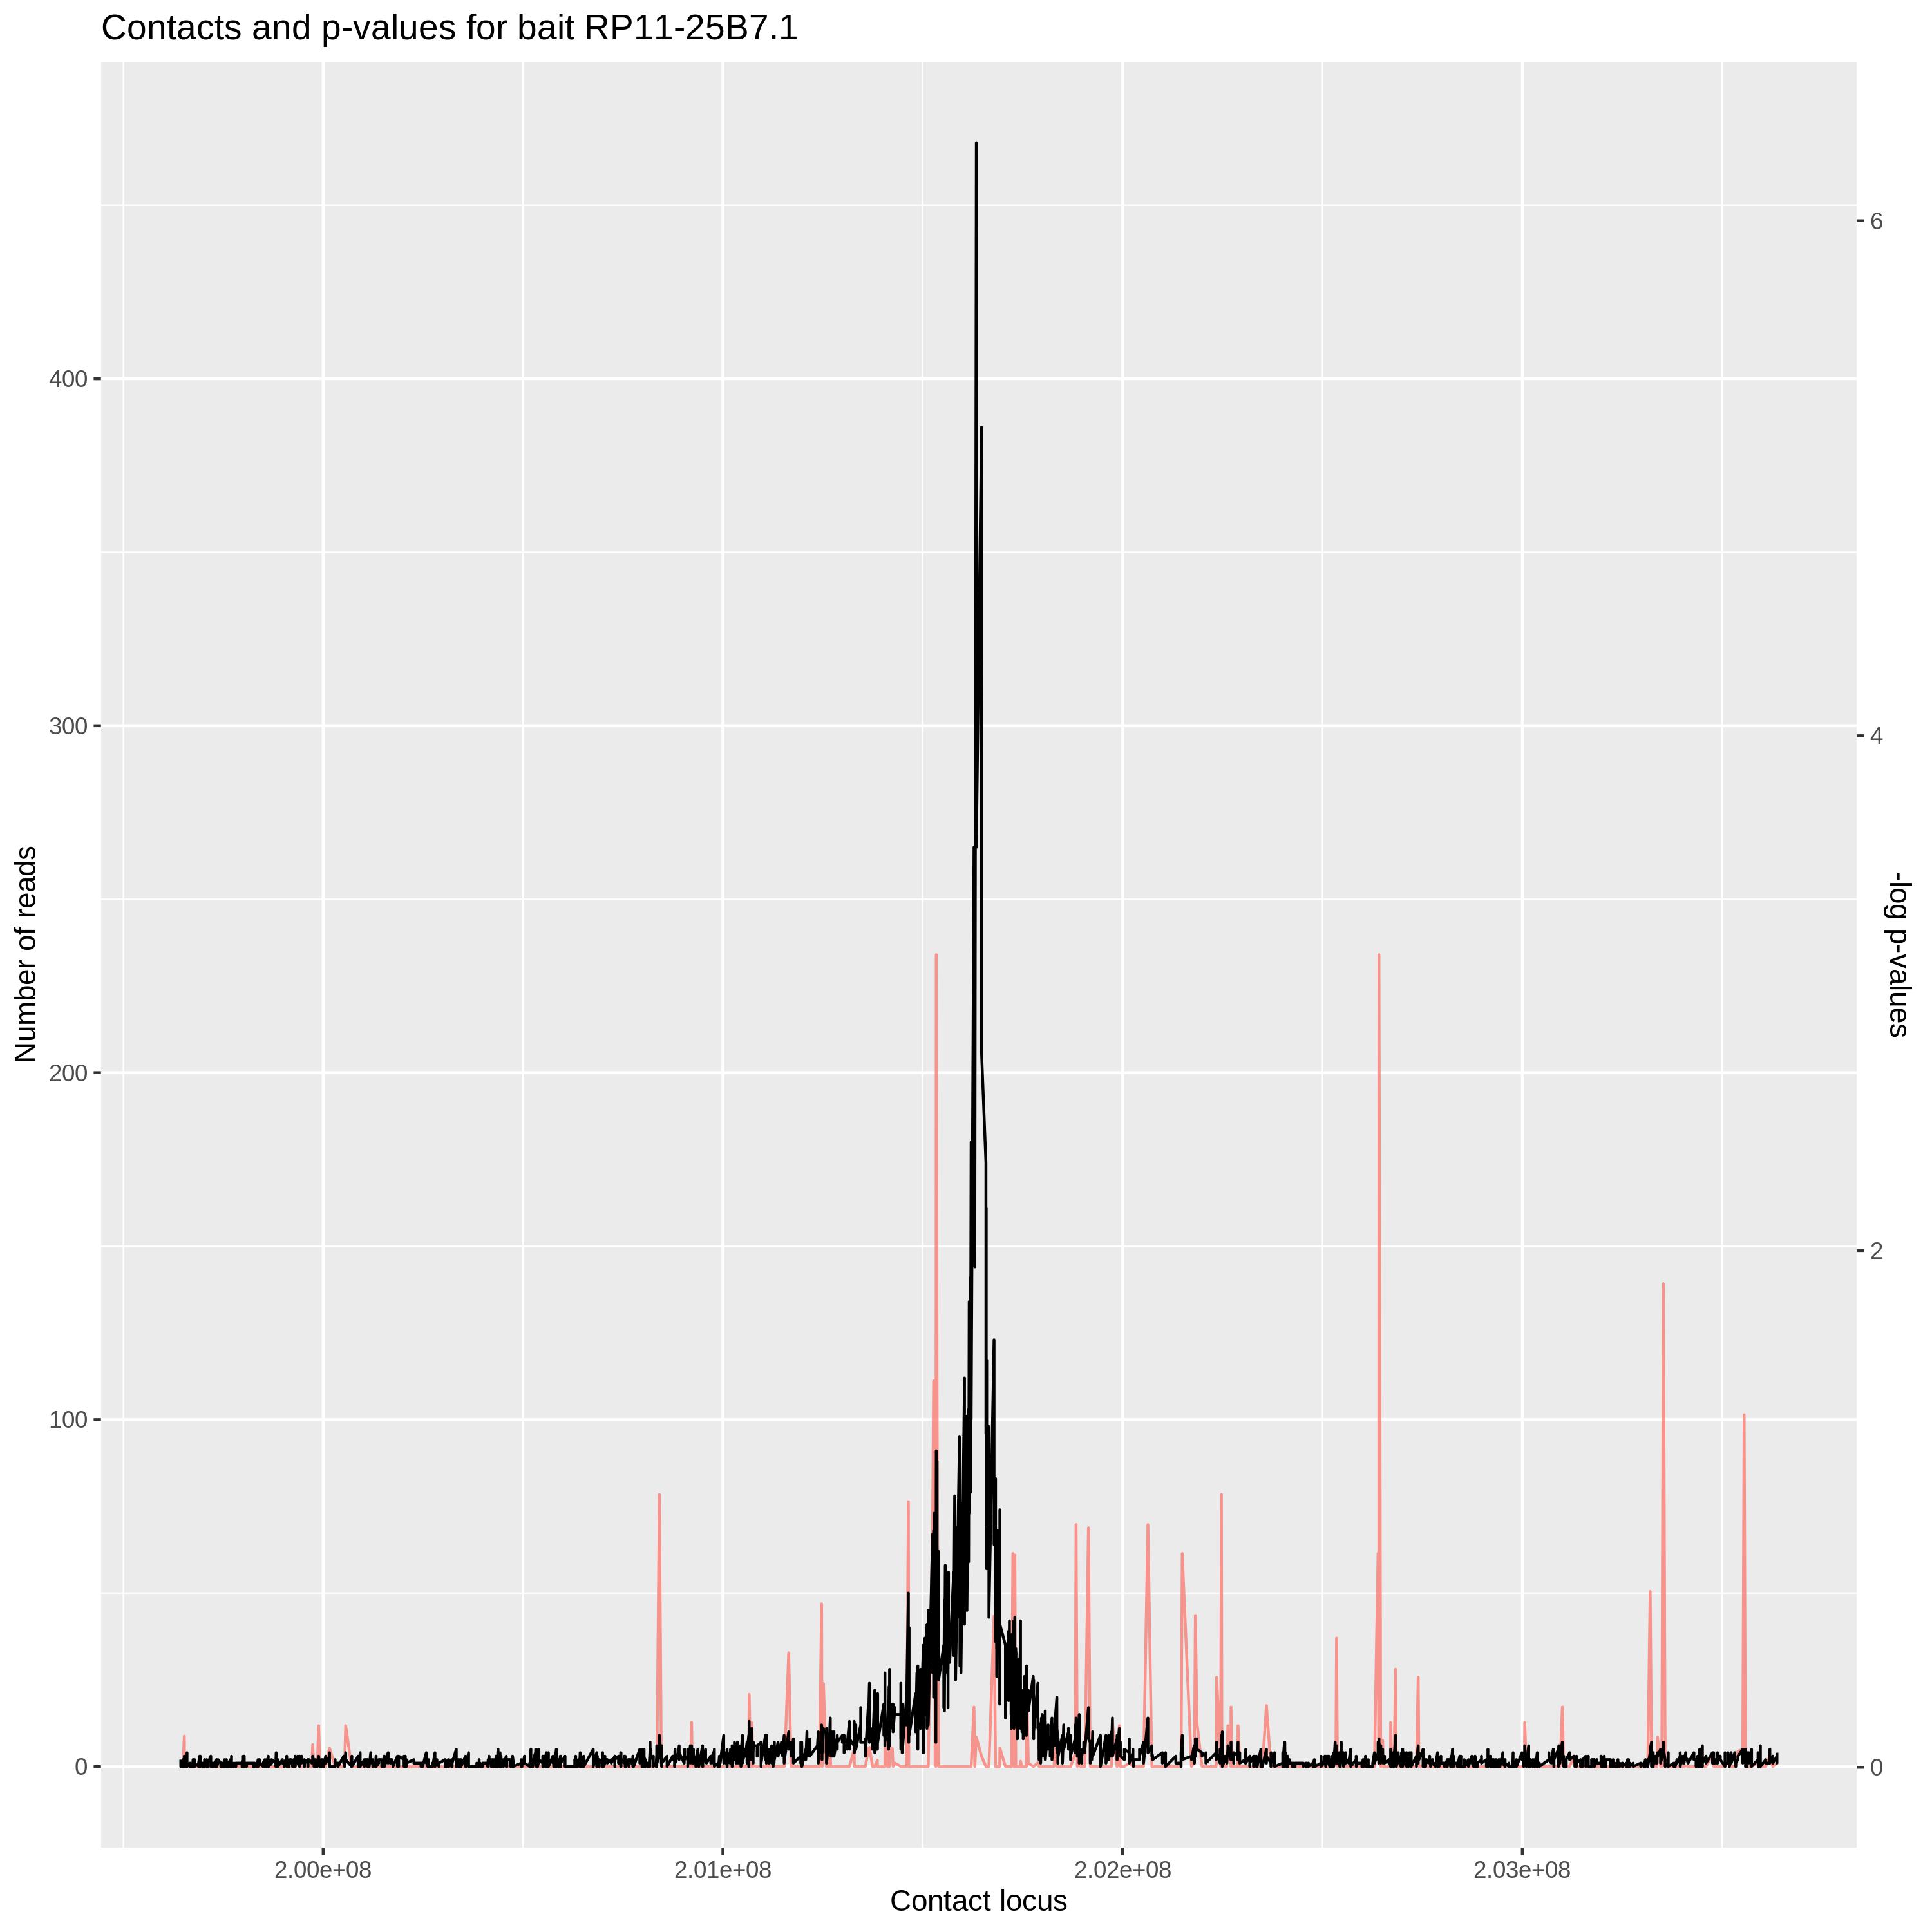 Contacts and p-values for bait RP11-25B7.1
Number of reads
400
300
200
100
0
6
4
2
0
-log p-values
2.00e+08
2.01e+08
2.02e+08
2.03e+08
Contact locus